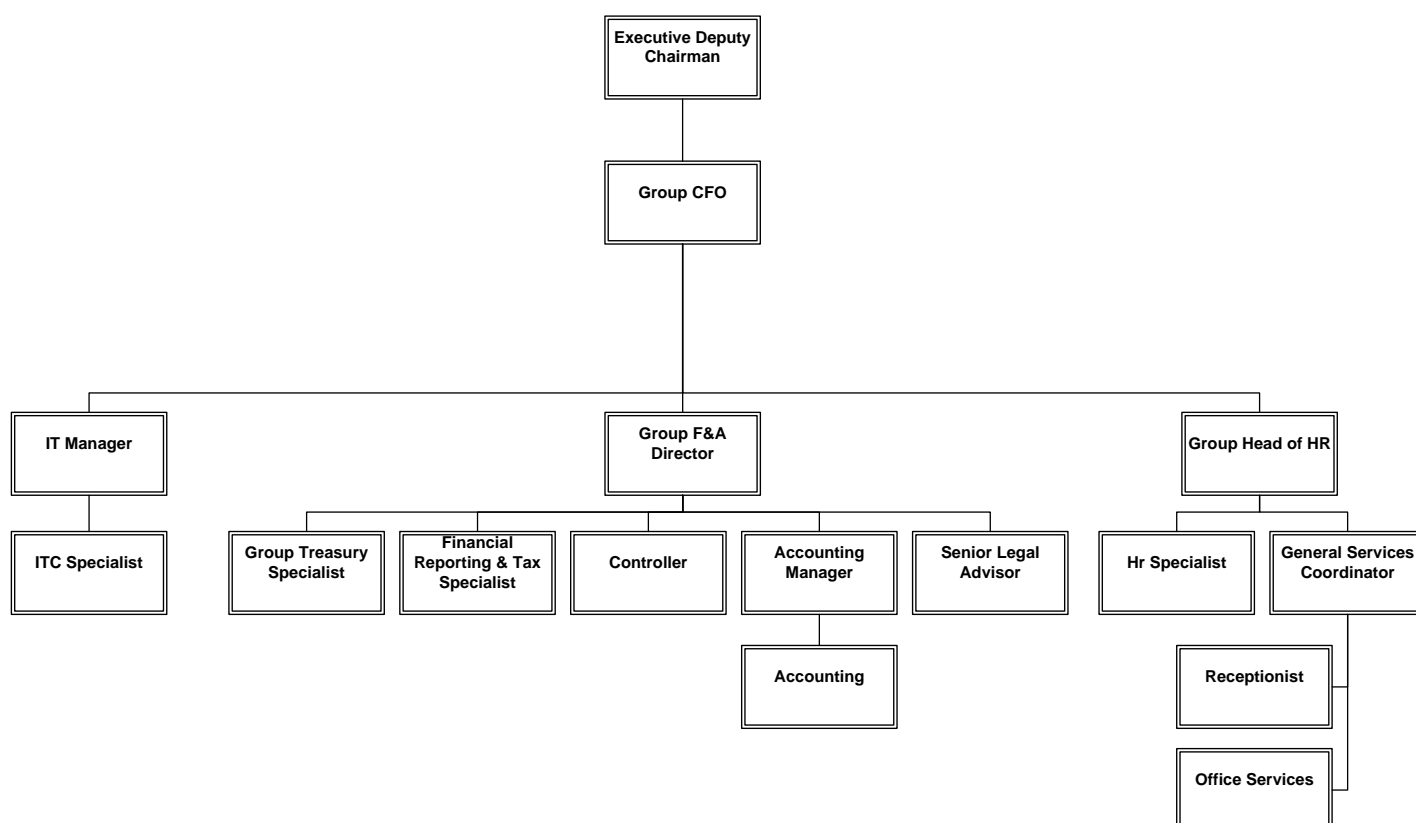 Executive Deputy
Chairman
Group CFO
IT Manager
Group F&A
Director
Group Head of HR
ITC Specialist
Group Treasury
Specialist
Financial
Reporting & Tax
Specialist
Controller
Accounting
Manager
Senior Legal
Advisor
Hr Specialist
General Services
Coordinator
Accounting
Receptionist
Office Services